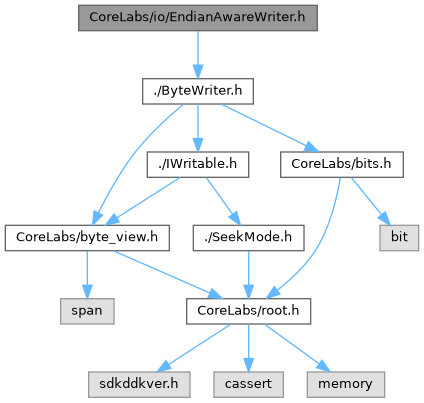 CoreLabs/io/EndianAwareWriter.h
./ByteWriter.h
./IWritable.h
CoreLabs/bits.h
CoreLabs/byte_view.h
./SeekMode.h
bit
span
CoreLabs/root.h
sdkddkver.h
cassert
memory